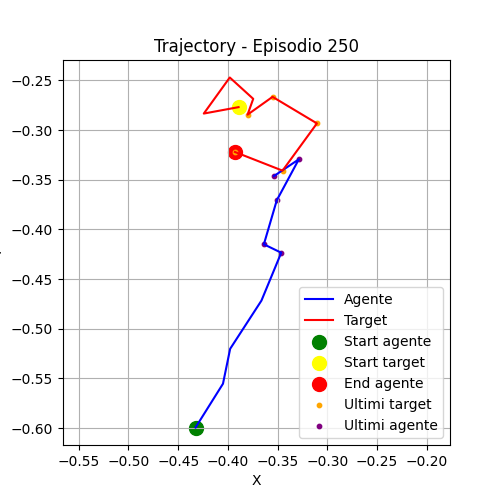 Trajectory - Episodio 250
−0.25
−0.30
−0.35
−0.40
−0.45
−0.50
−0.55
−0.60
Agente
Target
Start agente
Start target
End agente
Ultimi target
Ultimi agente
−0.55 −0.50 −0.45 −0.40 −0.35 −0.30 −0.25 −0.20
X